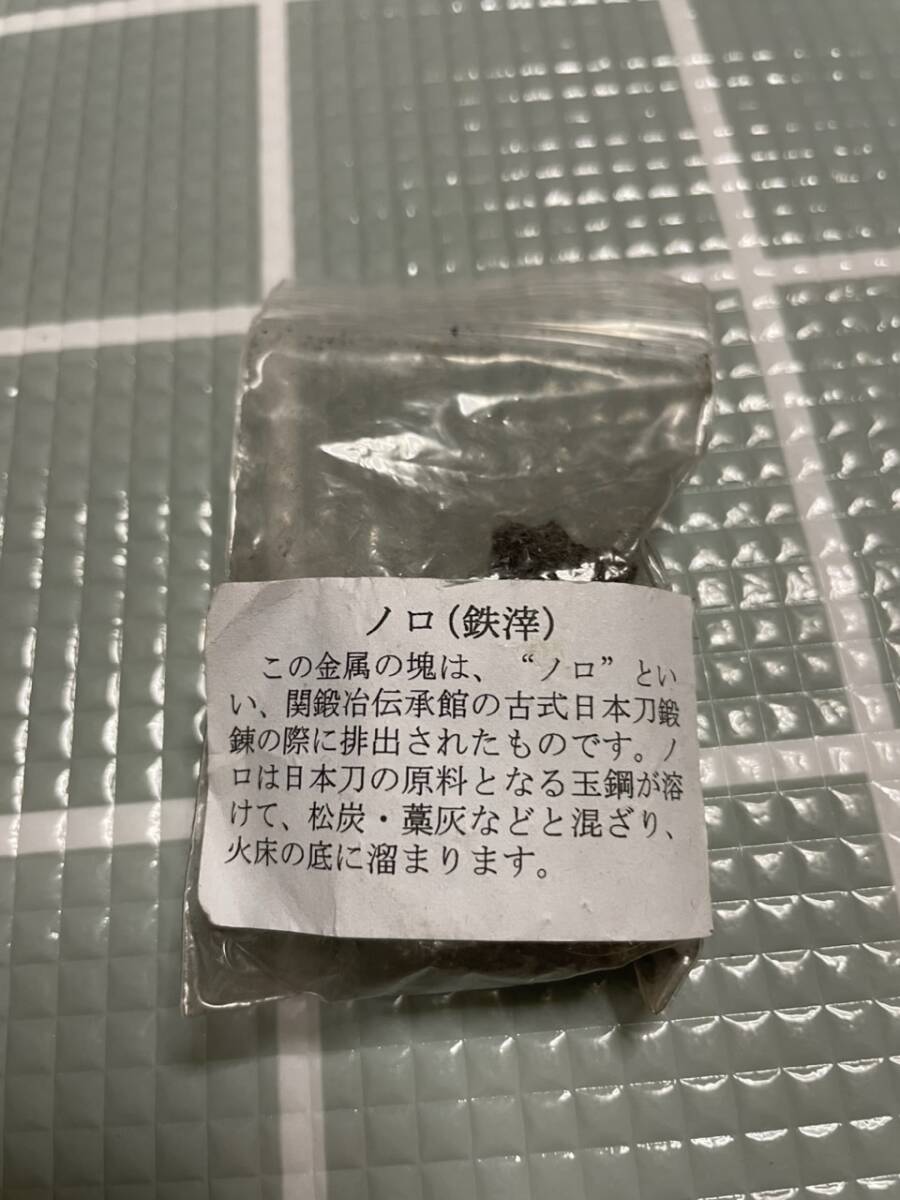 ノロ(鉄滓)
この金属の塊は、“ノロ”とい
い、関鍛冶伝承館の古式日本刀鍛
錬の際に排出されたものです。ノ
ロは日本刀の原料となる玉鋼が溶
けて、松炭・藁灰などと混ざり、
火床の底に溜まります。